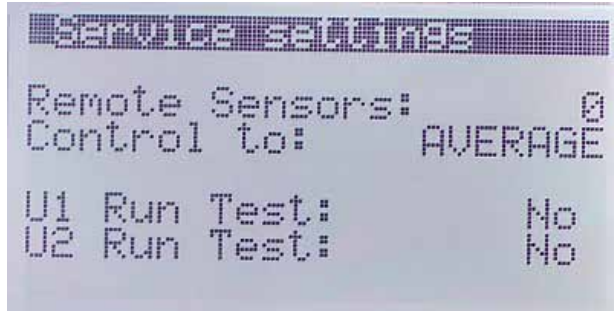 Service settings
Remote Sensors: 0
Control to: AVERAGE
U1 Run Test: No
U2 Run Test: No